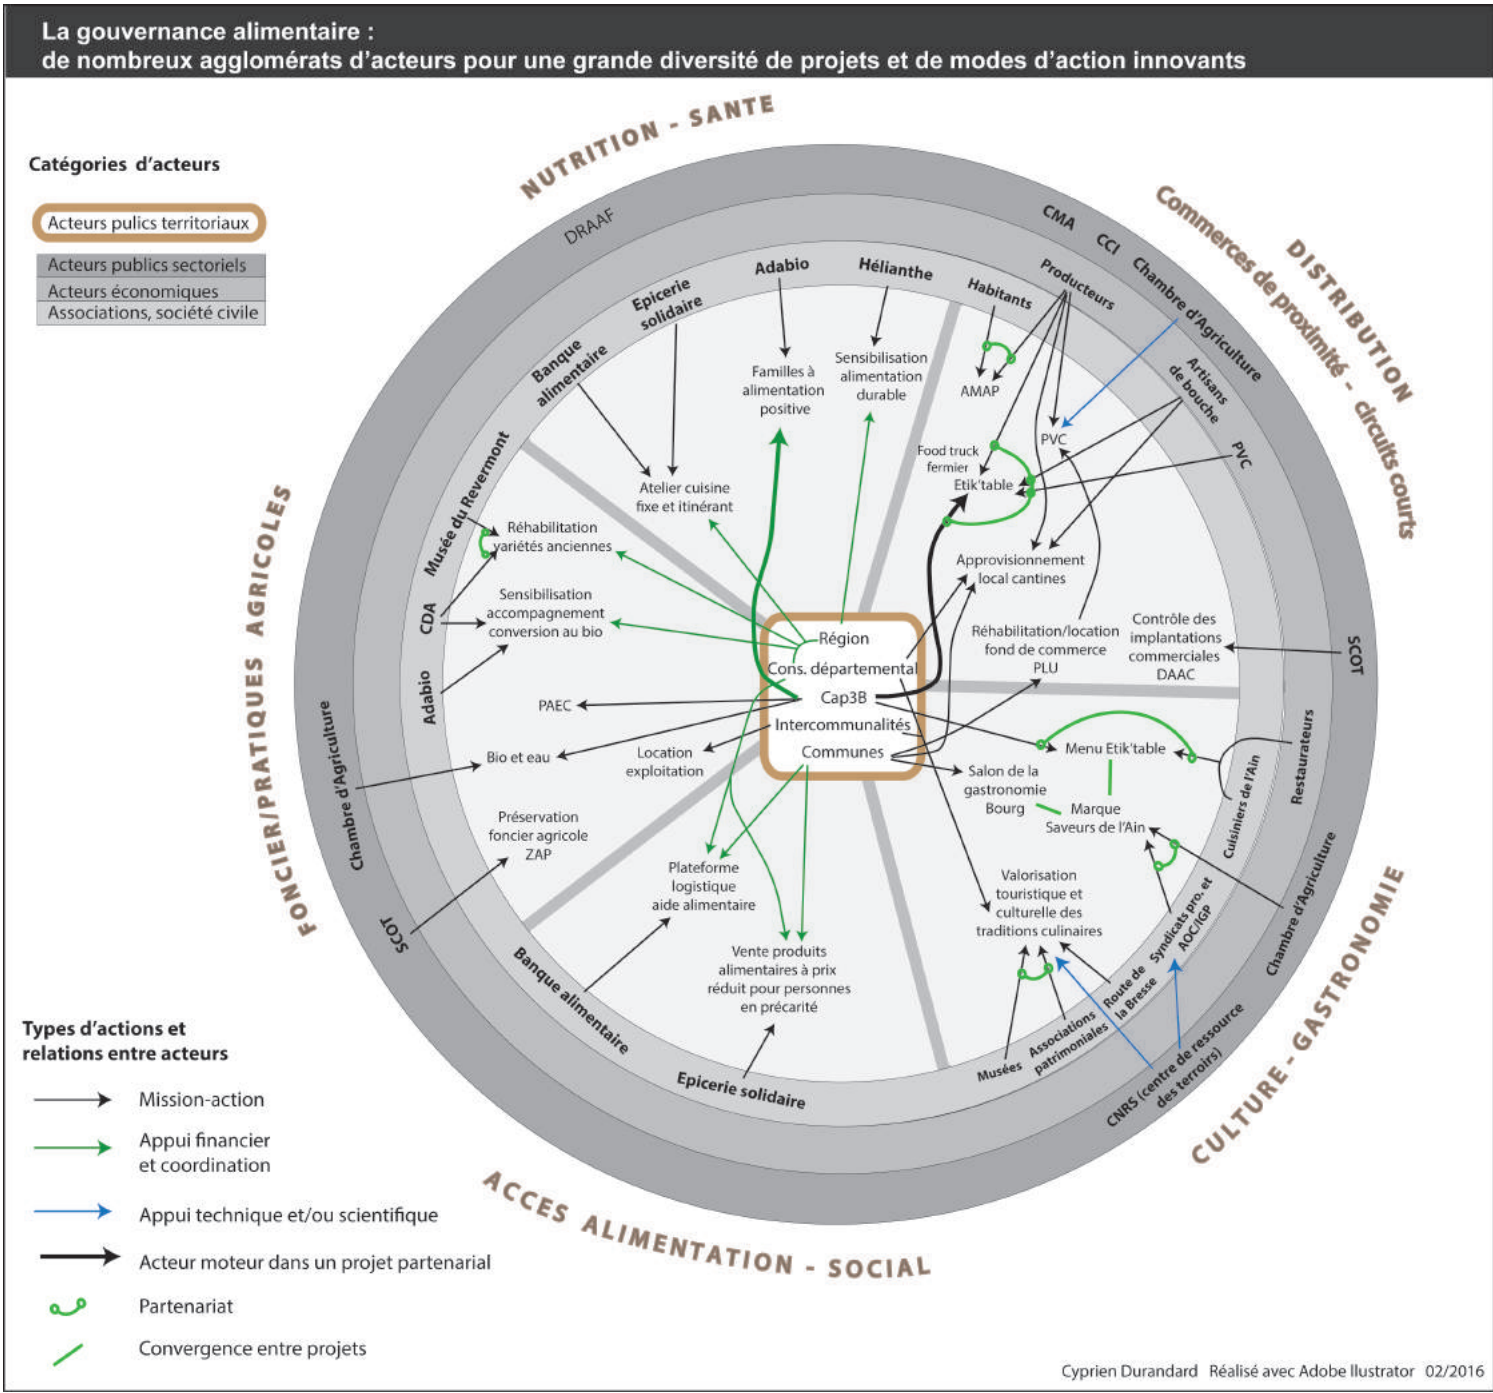 La gouvernance alimentaire :
de nombreux agglomérats d'acteurs pour une grande diversité de projets et de modes d'action innovants
Catégories d'acteurs
Acteurs pulics territoriaux
Acteurs publics sectoriels
Acteurs économiques
Associations, société civile
NUTRITION - SANTE
DISTRIBUTION
Commerces de proximité - circuits courts
FONCIER/PRATIQUES AGRICOLES
CULTURE - GASTRONOMIE
ACCES ALIMENTATION - SOCIAL
DRAAF
CMA
CCI
Chambre d'Agriculture
Producteurs
Artisans
de bouche
PVC
SCOT
Adabio
Hélianthe
Habitants
Epicerie
solidaire
Banque
alimentaire
Musée du Revermont
CDA
Adabio
Chambre d'Agriculture
SCOT
Banque alimentaire
Epicerie solidaire
Musées
Associations
patrimoniales
Route de
la Bresse
Syndicats pro. et
AOC/IGP
CNRS (centre de ressource
des terroirs)
Chambre d'Agriculture
Cuisiniers de l'Ain
Restaurateurs
Familles à
alimentation
positive
Sensibilisation
alimentation
durable
Atelier cuisine
fixe et itinérant
AMAP
PVC
Food truck
fermier
Etik'table
Approvisionnement
local cantines
Réhabilitation/location
fond de commerce
PLU
Contrôle des
implantations
commerciales
DAAC
Réhabilitation
variétés anciennes
Sensibilisation
accompagnement
conversion au bio
PAEC
Bio et eau
Location
exploitation
Préservation
foncier agricole
ZAP
Région
Cons. départemental
Cap3B
Intercommunalités
Communes
Menu Etik'table
Salon de la
gastronomie
Bourg
Marque
Saveurs de l'Ain
Valorisation
touristique et
culturelle des
traditions culinaires
Plateforme
logistique
aide alimentaire
Vente produits
alimentaires à prix
réduit pour personnes
en précarité
Types d'actions et
relations entre acteurs
Mission-action
Appui financier
et coordination
Appui technique et/ou scientifique
Acteur moteur dans un projet partenarial
Partenariat
Convergence entre projets
Cyprien Durandard Réalisé avec Adobe Ilustrator 02/2016